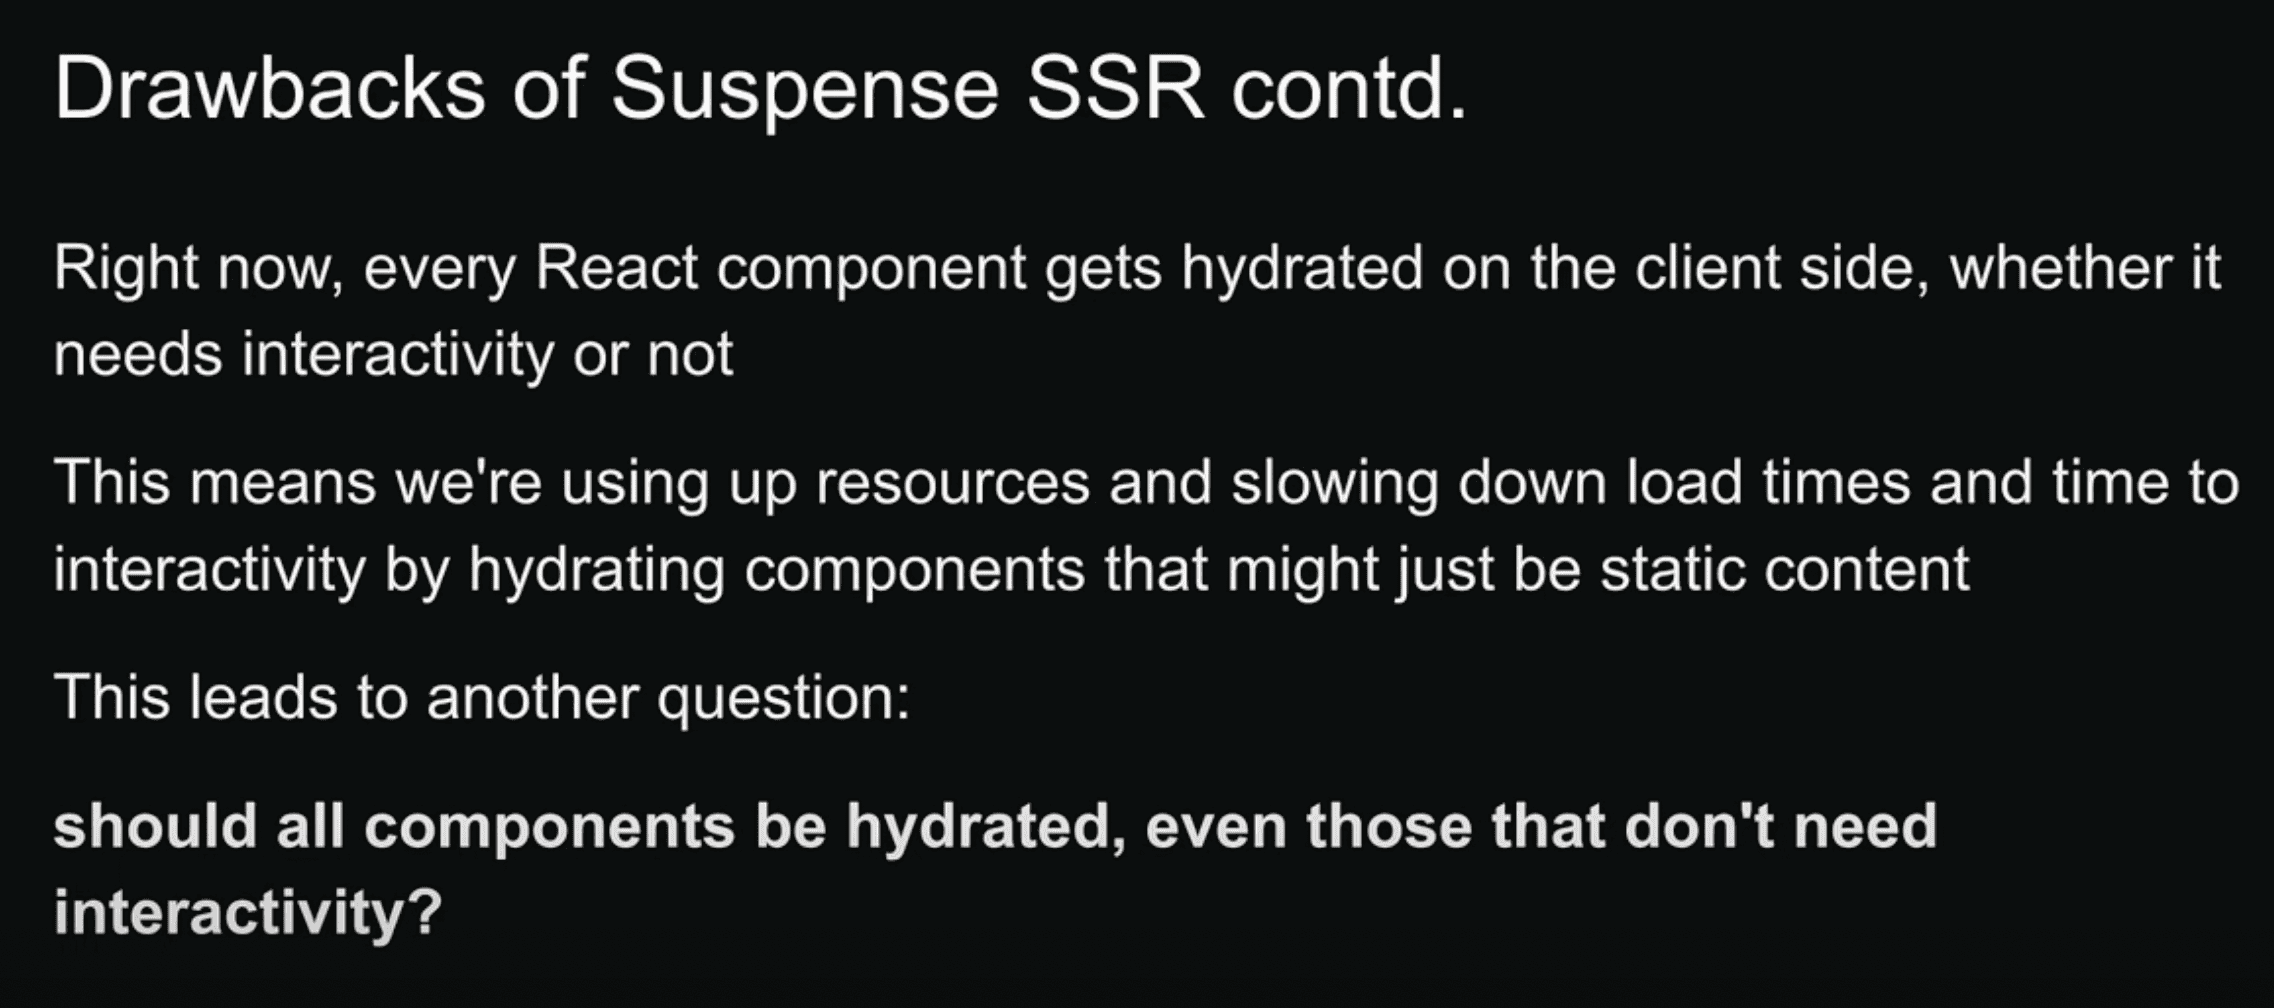 Drawbacks of Suspense SSR contd.
Right now, every React component gets hydrated on the client side, whether it
needs interactivity or not
This means we're using up resources and slowing down load times and time to
interactivity by hydrating components that might just be static content
This leads to another question:
should all components be hydrated, even those that don't need
interactivity?